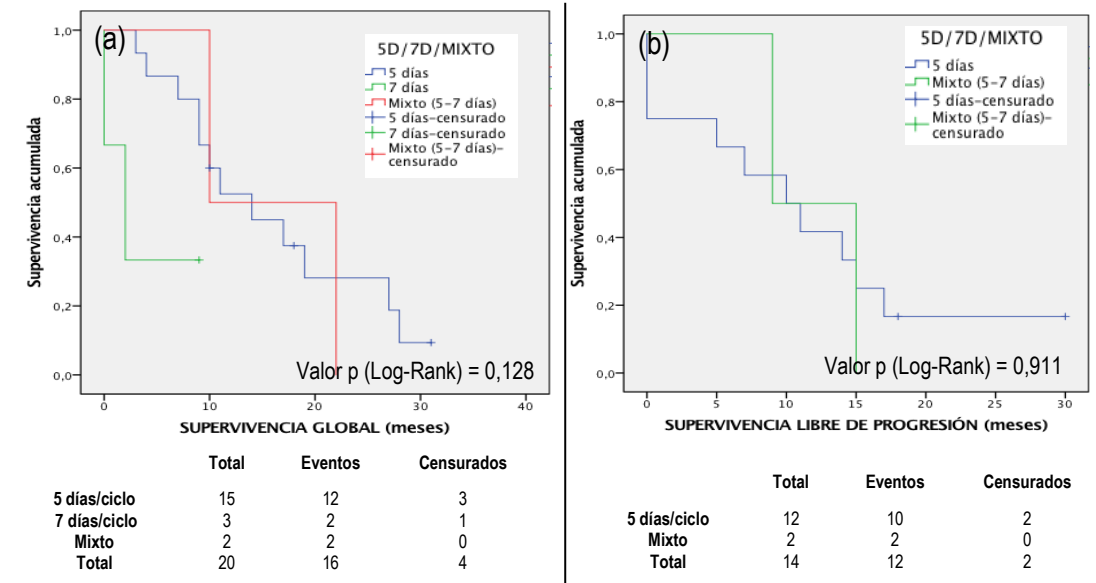 (a)
5D/7D/MIXTO
5 días
7 días
Mixto (5-7 días)
5 días-censurado
7 días-censurado
Mixto (5-7 días)-
censurado
Supervivencia acumulada
1,0
0,8
0,6
0,4
0,2
0,0
Valor p (Log-Rank) = 0,128
0 10 20 30 40
SUPERVIVENCIA GLOBAL (meses)
Total Eventos Censurados
5 días/ciclo 15 12 3
7 días/ciclo 3 2 1
Mixto 2 2 0
Total 20 16 4
(b)
5D/7D/MIXTO
5 días
Mixto (5-7 días)
5 días-censurado
Mixto (5-7 días)-
censurado
Supervivencia acumulada
1,0
0,8
0,6
0,4
0,2
0,0
Valor p (Log-Rank) = 0,911
0 5 10 15 20 25 30
SUPERVIVENCIA LIBRE DE PROGRESIÓN (meses)
Total Eventos Censurados
5 días/ciclo 12 10 2
Mixto 2 2 0
Total 14 12 2